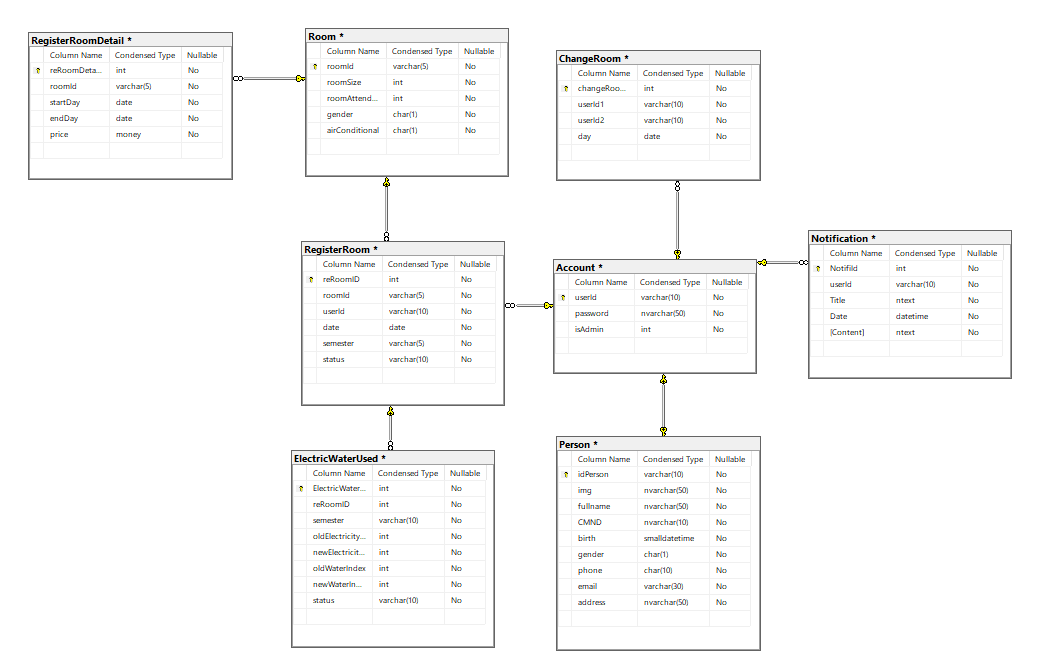 RegisterRoomDetail *
Column Name Condensed Type Nullable
reRoomDeta... int No
roomId varchar(5) No
startDay date No
endDay date No
price money No
Room *
Column Name Condensed Type Nullable
roomId varchar(5) No
roomSize int No
roomAttend... int No
gender char(1) No
airConditional char(1) No
ChangeRoom *
Column Name Condensed Type Nullable
changeRoo... int No
userId1 varchar(10) No
userId2 varchar(10) No
day date No
RegisterRoom *
Column Name Condensed Type Nullable
reRoomID int No
roomId varchar(5) No
userId varchar(10) No
date date No
semester varchar(5) No
status varchar(10) No
Account *
Column Name Condensed Type Nullable
userId varchar(10) No
password nvarchar(50) No
isAdmin int No
Notification *
Column Name Condensed Type Nullable
NotifiId int No
userId varchar(10) No
Title ntext No
Date datetime No
[Content] ntext No
ElectricWaterUsed *
Column Name Condensed Type Nullable
ElectricWater... int No
reRoomID int No
semester varchar(10) No
oldElectricity... int No
newElectricit... int No
oldWaterIndex int No
newWaterIn... int No
status varchar(10) No
Person *
Column Name Condensed Type Nullable
idPerson varchar(10) No
img nvarchar(50) No
fullname nvarchar(50) No
CMND nvarchar(10) No
birth smalldatetime No
gender char(1) No
phone char(10) No
email varchar(30) No
address nvarchar(50) No